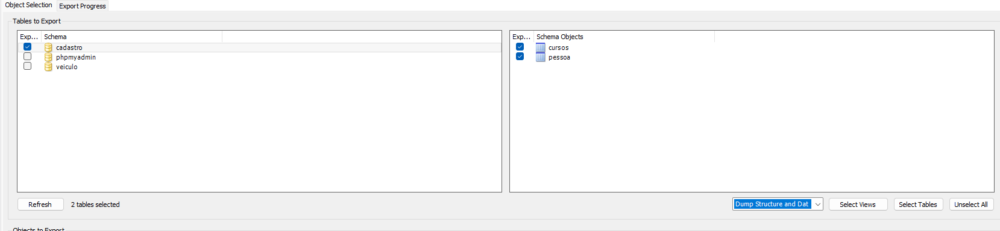 Object Selection Export Progress
Tables to Export
Exp... Schema
cadastro
phpmyadmin
veiculo
Exp... Schema Objects
cursos
pessoa
Refresh 2 tables selected Dump Structure and Dat Select Views Select Tables Unselect All
Objects to Export